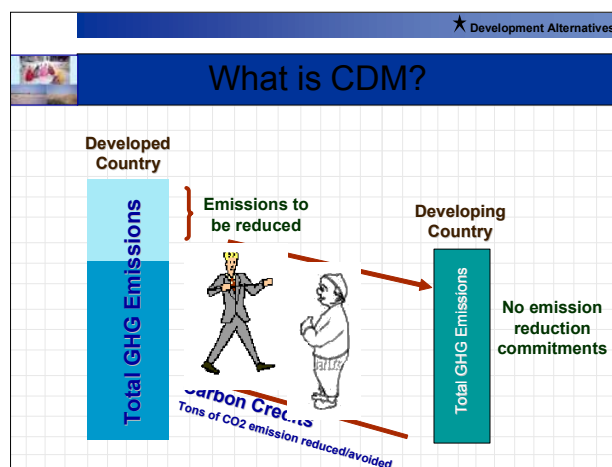 Development Alternatives
What is CDM?
Developed
Country
Total GHG Emissions
Emissions to
be reduced
Developing
Country
Total GHG Emissions
No emission
reduction
commitments
Carbon Credits
Tons of CO2 emission reduced/avoided